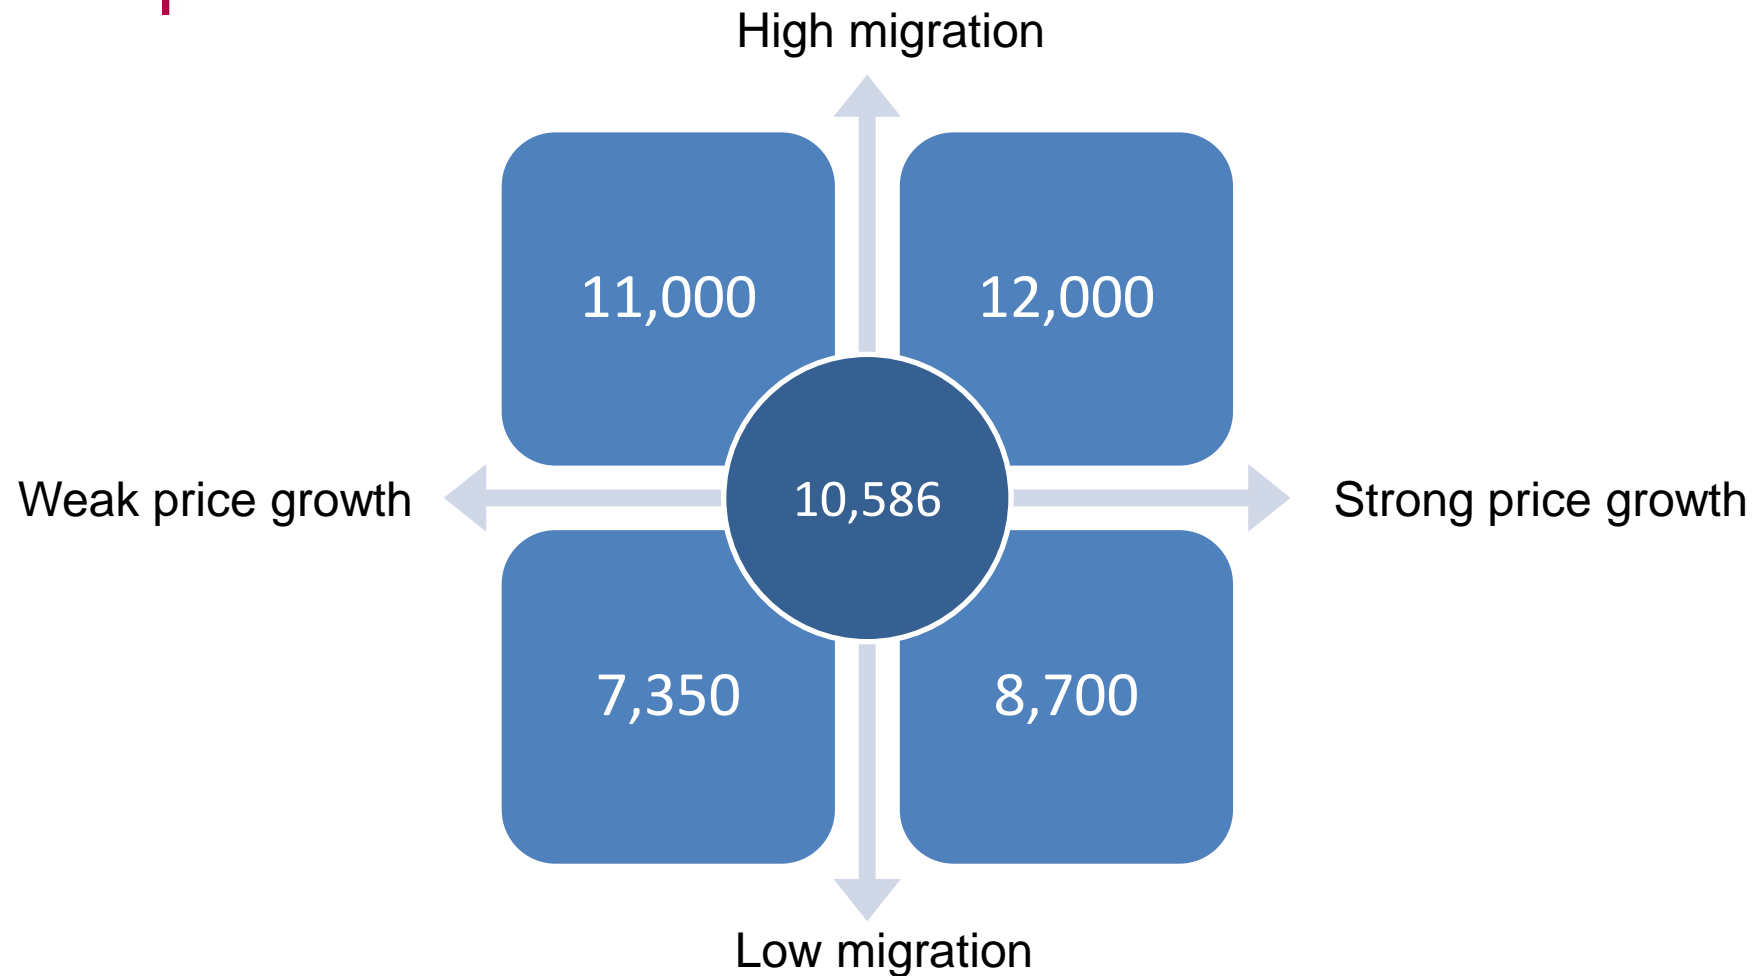 High migration
11,000
12,000
Weak price growth
10,586
Strong price growth
7,350
8,700
Low migration